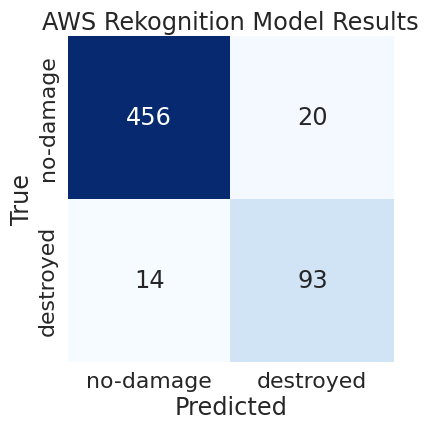 AWS Rekognition Model Results
True
no-damage
456 20
destroyed
14 93
no-damage destroyed
Predicted